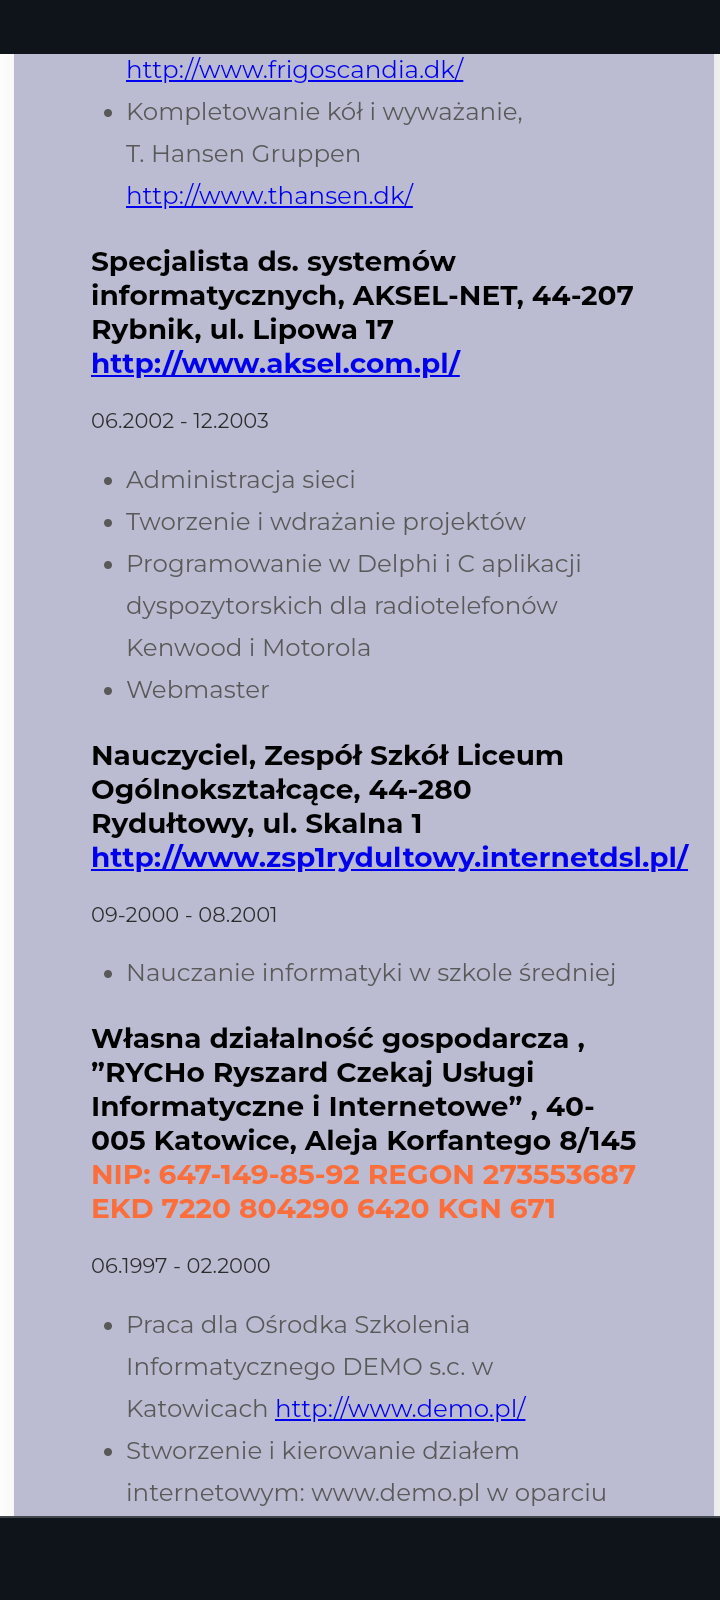 http://www.frigoscandia.dk/
Kompletowanie kół i wyważanie,
T. Hansen Gruppen
http://www.thansen.dk/
Specjalista ds. systemów
informatycznych, AKSEL-NET, 44-207
Rybnik, ul. Lipowa 17
http://www.aksel.com.pl/
06.2002 - 12.2003
Administracja sieci
Tworzenie i wdrażanie projektów
Programowanie w Delphi i C aplikacji
dyspozytorskich dla radiotelefonów
Kenwood i Motorola
Webmaster
Nauczyciel, Zespół Szkół Liceum
Ogólnokształcące, 44-280
Rydułtowy, ul. Skalna 1
http://www.zsp1rydultowy.internetdsl.pl/
09-2000 - 08.2001
Nauczanie informatyki w szkole średniej
Własna działalność gospodarcza ,
”RYCHo Ryszard Czekaj Usługi
Informatyczne i Internetowe” , 40-
005 Katowice, Aleja Korfantego 8/145
NIP: 647-149-85-92 REGON 273553687
EKD 7220 804290 6420 KGN 671
06.1997 - 02.2000
Praca dla Ośrodka Szkolenia
Informatycznego DEMO s.c. w
Katowicach http://www.demo.pl/
Stworzenie i kierowanie działem
internetowym: www.demo.pl w oparciu